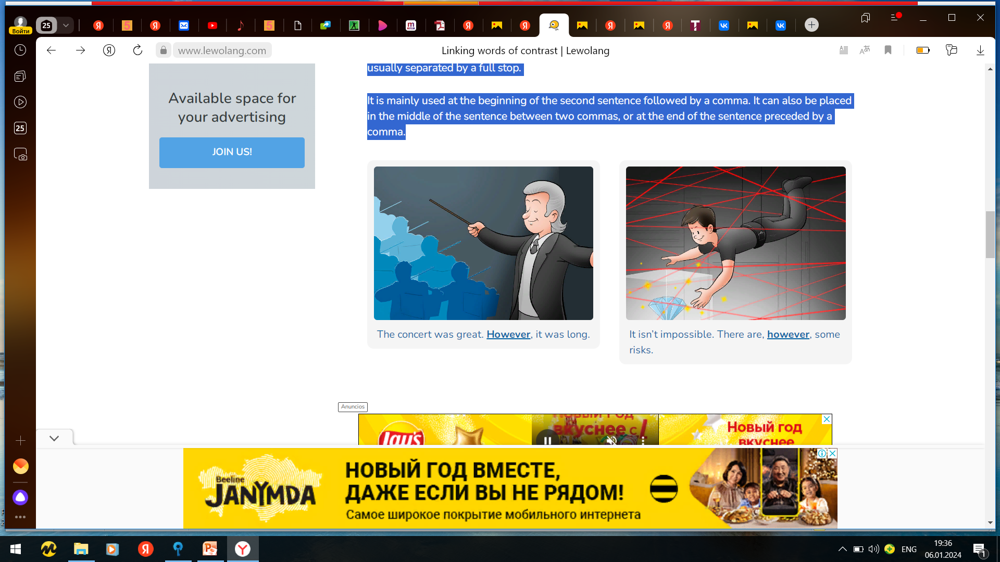 Войти
25
www.lewolang.com
Linking words of contrast | Lewolang
25
usually separated by a full stop.
It is mainly used at the beginning of the second sentence followed by a comma. It can also be placed
in the middle of the sentence between two commas, or at the end of the sentence preceded by a
comma.
Available space for
your advertising
JOIN US!
The concert was great. However, it was long.
It isn't impossible. There are, however, some
risks.
Anuncios
Lay's
НОВЫЙ ГОД
вкуснее с
Новый год
вкуснее
Beeline
JANYMDA
НОВЫЙ ГОД ВМЕСТЕ,
ДАЖЕ ЕСЛИ ВЫ НЕ РЯДОМ!
Самое широкое покрытие мобильного интернета
ENG
19:36
06.01.2024
1